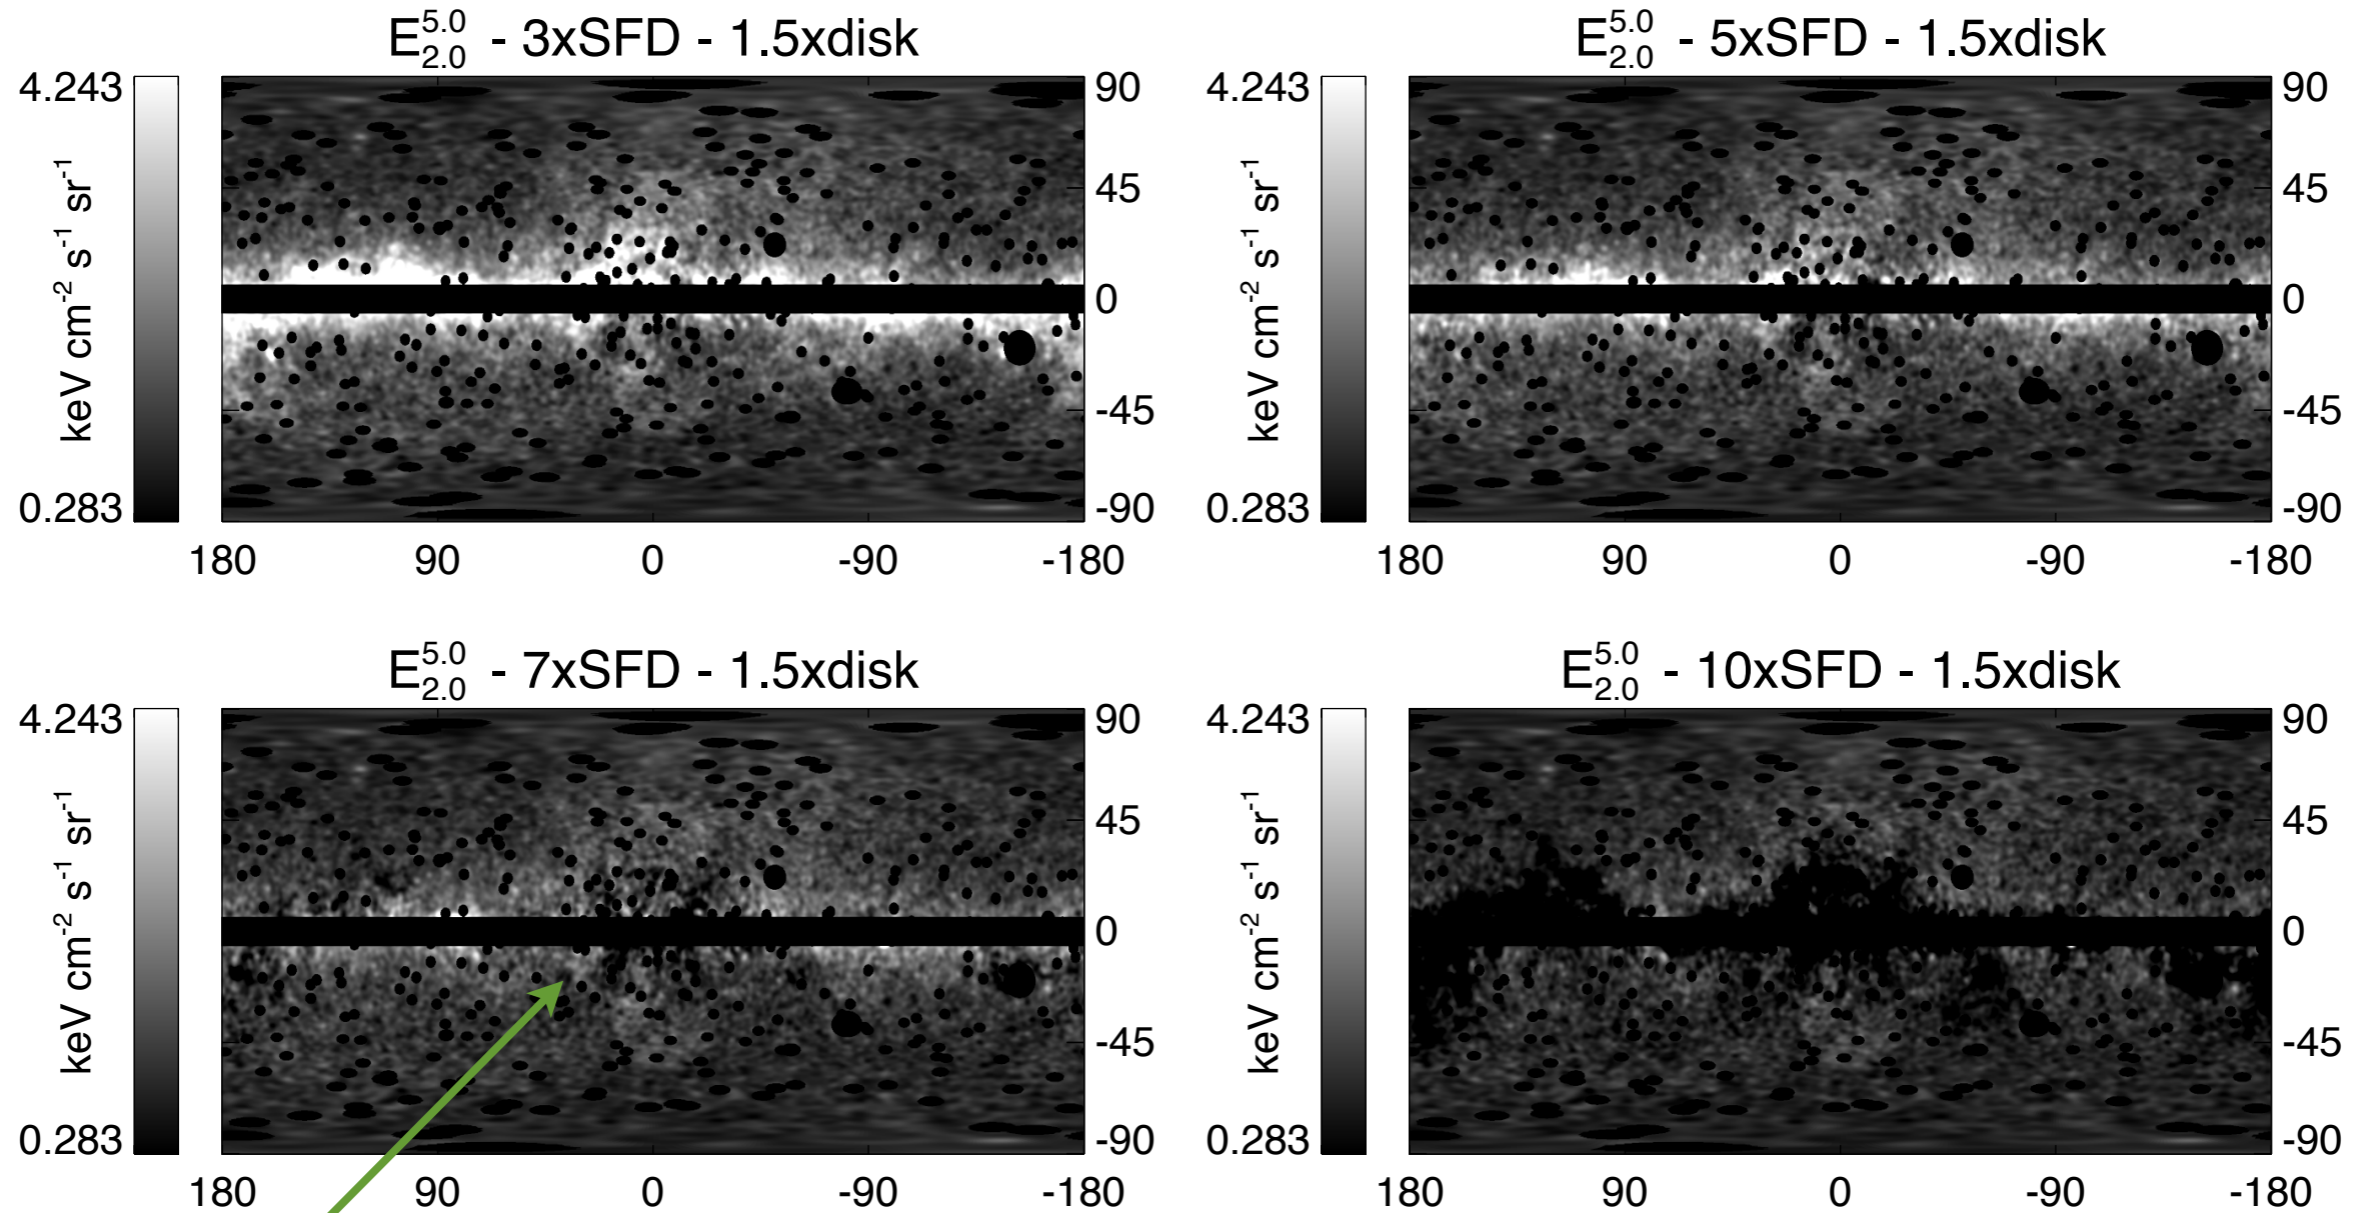 E^{5.0}_{2.0} - 3xSFD - 1.5xdisk
4.243
keV cm^{-2} s^{-1} sr^{-1}
0.283
90
45
0
-45
-90
180 90 0 -90 -180
E^{5.0}_{2.0} - 5xSFD - 1.5xdisk
4.243
keV cm^{-2} s^{-1} sr^{-1}
0.283
90
45
0
-45
-90
180 90 0 -90 -180
E^{5.0}_{2.0} - 7xSFD - 1.5xdisk
4.243
keV cm^{-2} s^{-1} sr^{-1}
0.283
90
45
0
-45
-90
180 90 0 -90 -180
E^{5.0}_{2.0} - 10xSFD - 1.5xdisk
4.243
keV cm^{-2} s^{-1} sr^{-1}
0.283
90
45
0
-45
-90
180 90 0 -90 -180